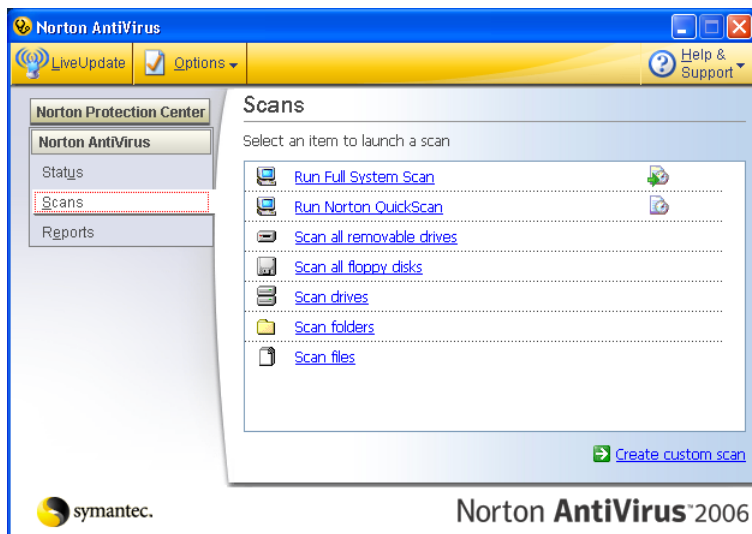 Norton AntiVirus
LiveUpdate
Options
Help &
Support
Norton Protection Center
Norton AntiVirus
Status
Scans
Reports
Scans
Select an item to launch a scan
Run Full System Scan
Run Norton QuickScan
Scan all removable drives
Scan all floppy disks
Scan drives
Scan folders
Scan files
Create custom scan
symantec.
Norton AntiVirus™2006